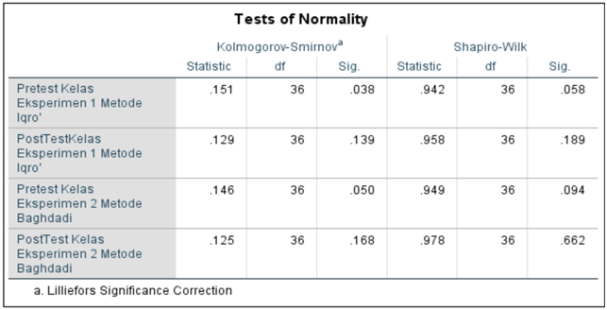 Tests of Normality
Kolmogorov-Smirnovᵃ Shapiro-Wilk
Statistic df Sig. Statistic df Sig.
Pretest Kelas Eksperimen 1 Metode Iqro' .151 36 .038 .942 36 .058
PostTestKelas Eksperimen 1 Metode Iqro' .129 36 .139 .958 36 .189
Pretest Kelas Eksperimen 2 Metode Baghdadi .146 36 .050 .949 36 .094
PostTest Kelas Eksperimen 2 Metode Baghdadi .125 36 .168 .978 36 .662
a. Lilliefors Significance Correction